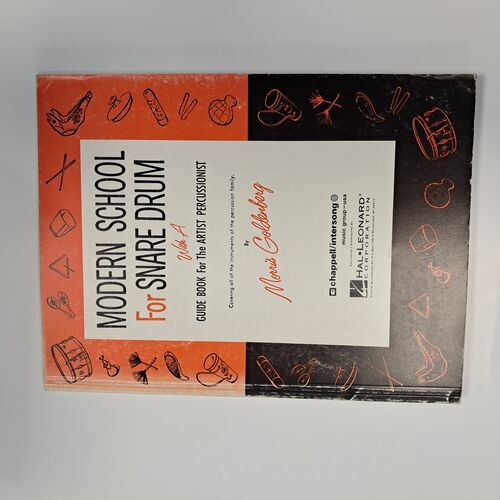 MODERN SCHOOL
For SNARE DRUM
With A
GUIDE BOOK For The ARTIST PERCUSSIONIST
Covering all of the instruments of the percussion family.
By
Morris Goldenberg
chappell/intersong
music group—usa
HAL•LEONARD®
CORPORATION